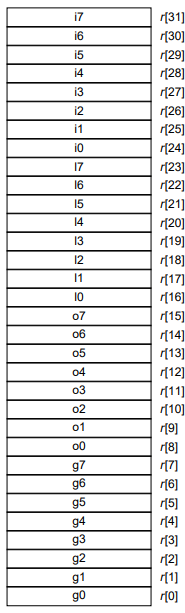 i7 r[31]
i6 r[30]
i5 r[29]
i4 r[28]
i3 r[27]
i2 r[26]
i1 r[25]
i0 r[24]
l7 r[23]
l6 r[22]
l5 r[21]
l4 r[20]
l3 r[19]
l2 r[18]
l1 r[17]
l0 r[16]
o7 r[15]
o6 r[14]
o5 r[13]
o4 r[12]
o3 r[11]
o2 r[10]
o1 r[9]
o0 r[8]
g7 r[7]
g6 r[6]
g5 r[5]
g4 r[4]
g3 r[3]
g2 r[2]
g1 r[1]
g0 r[0]